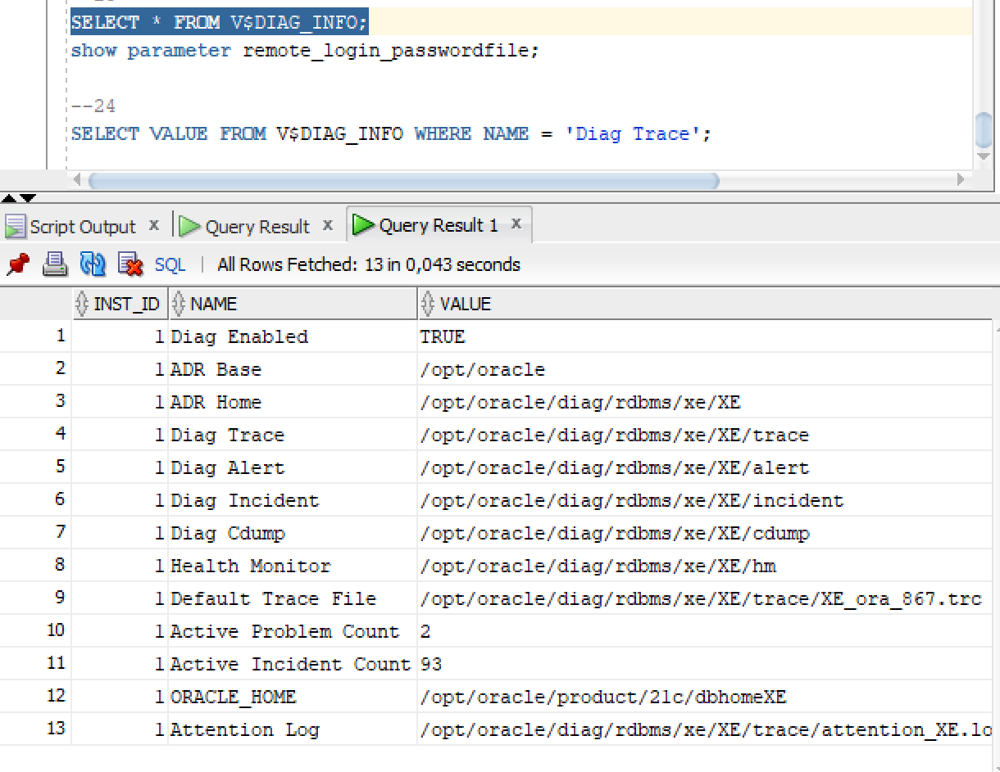 SELECT * FROM V$DIAG_INFO;
show parameter remote_login_passwordfile;
--24
SELECT VALUE FROM V$DIAG_INFO WHERE NAME = 'Diag Trace';
Script Output x Query Result x Query Result 1 x
SQL | All Rows Fetched: 13 in 0,043 seconds
INST_ID NAME VALUE
1 1 Diag Enabled TRUE
2 1 ADR Base /opt/oracle
3 1 ADR Home /opt/oracle/diag/rdbms/xe/XE
4 1 Diag Trace /opt/oracle/diag/rdbms/xe/XE/trace
5 1 Diag Alert /opt/oracle/diag/rdbms/xe/XE/alert
6 1 Diag Incident /opt/oracle/diag/rdbms/xe/XE/incident
7 1 Diag Cdump /opt/oracle/diag/rdbms/xe/XE/cdump
8 1 Health Monitor /opt/oracle/diag/rdbms/xe/XE/hm
9 1 Default Trace File /opt/oracle/diag/rdbms/xe/XE/trace/XE_ora_867.trc
10 1 Active Problem Count 2
11 1 Active Incident Count 93
12 1 ORACLE_HOME /opt/oracle/product/21c/dbhomeXE
13 1 Attention Log /opt/oracle/diag/rdbms/xe/XE/trace/attention_XE.lo